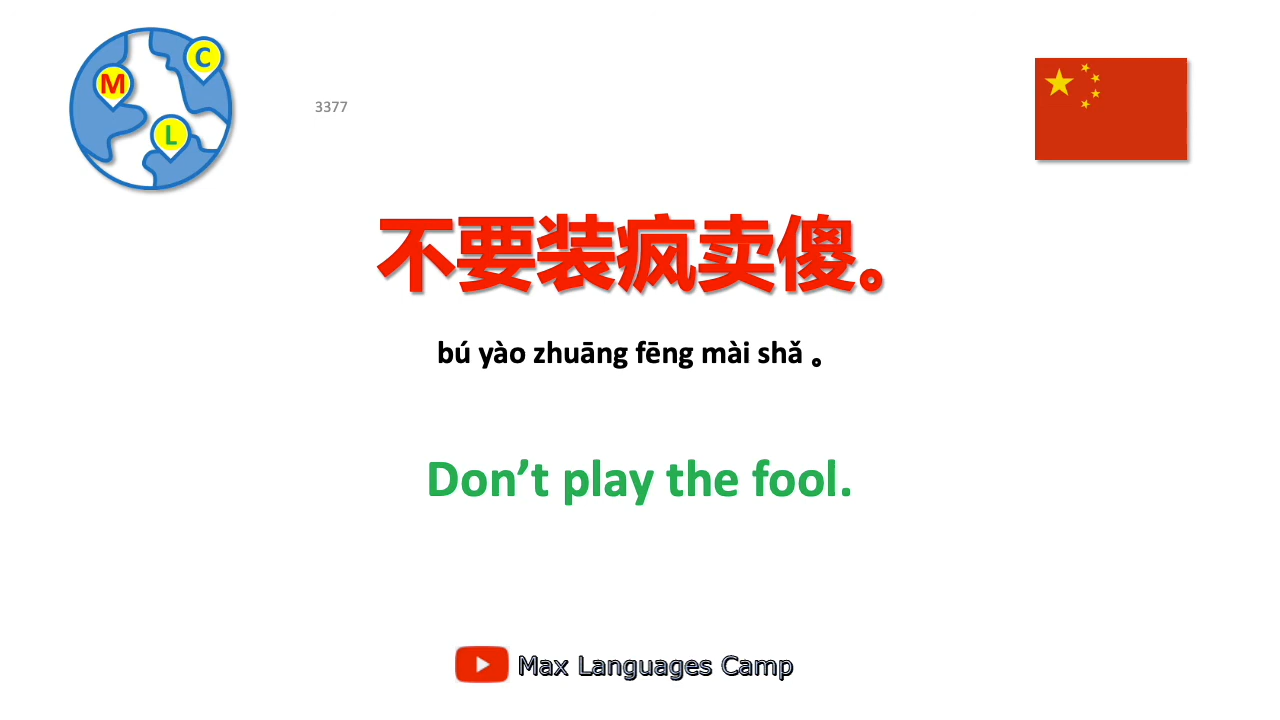 C
M
L
3377
不要装疯卖傻。
bú yào zhuāng fēng mài shǎ 。
Don’t play the fool.
Max Languages Camp